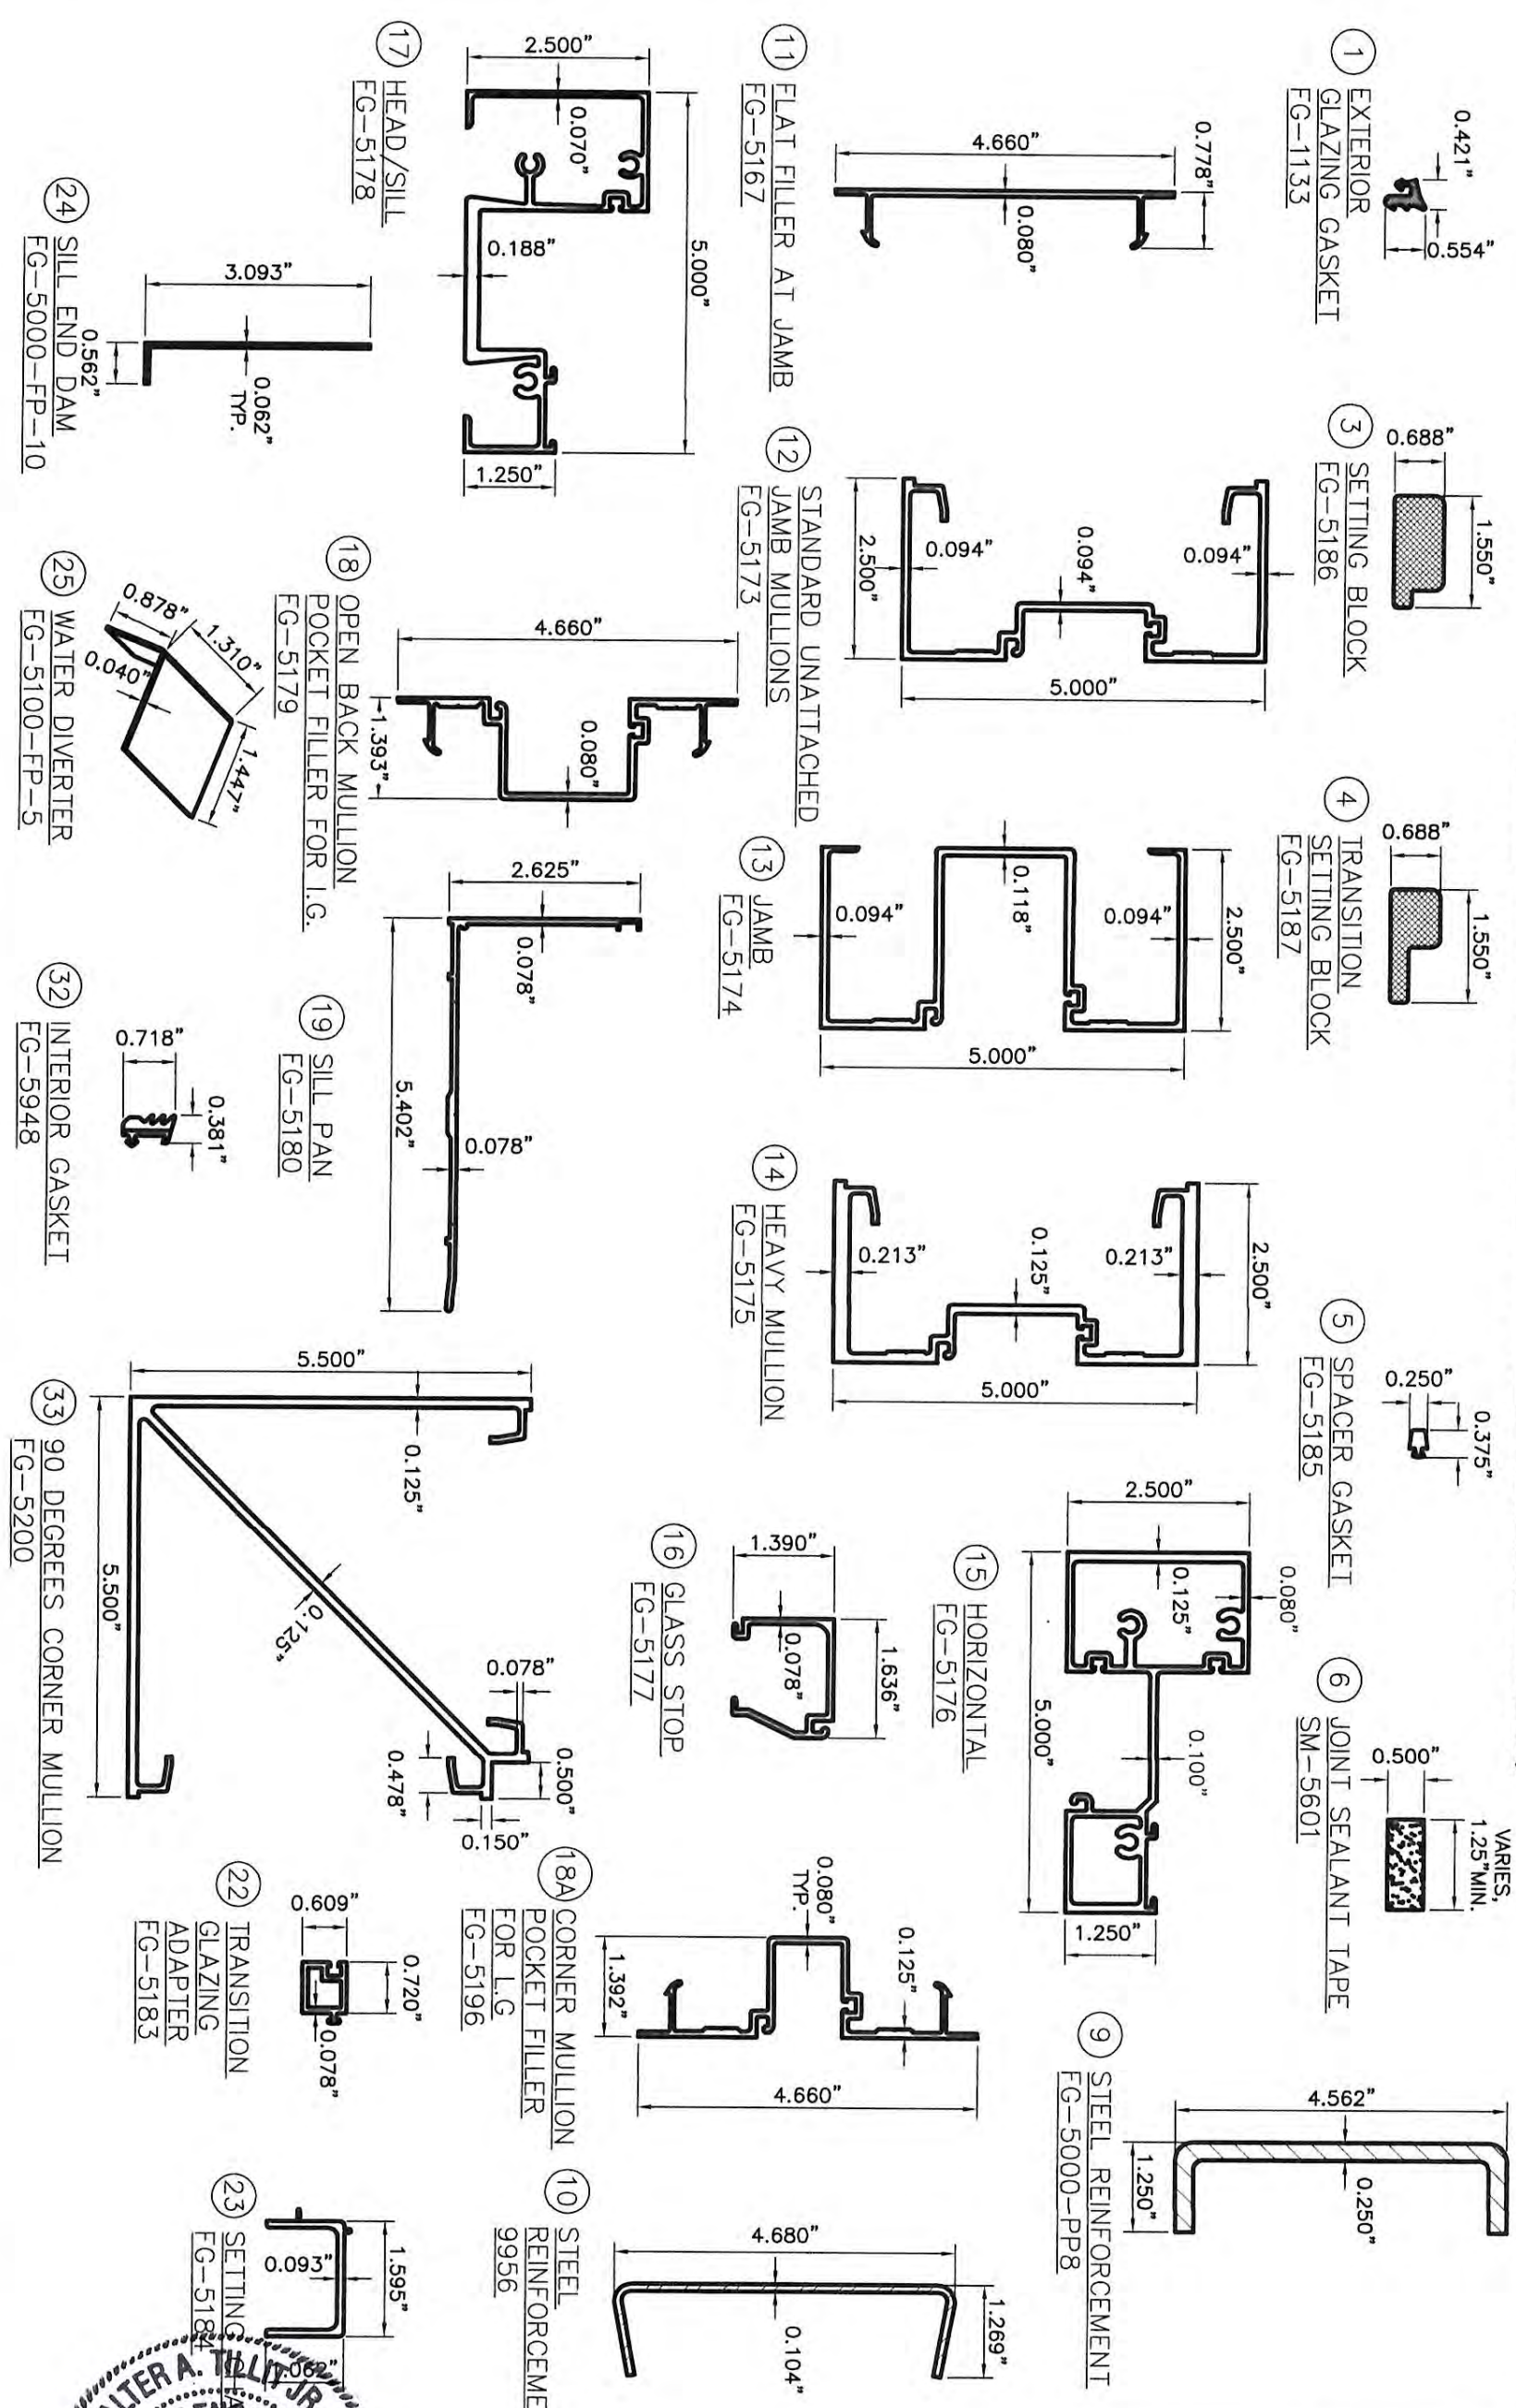 0.421"
0.554"
1 EXTERIOR
GLAZING GASKET
FG-1133
0.688"
1.550"
3 SETTING BLOCK
FG-5186
0.688"
1.550"
4 TRANSITION
SETTING BLOCK
FG-5187
0.250"
0.375"
5 SPACER GASKET
FG-5185
0.500"
VARIES,
1.25"MIN.
6 JOINT SEALANT TAPE
SM-5601
4.562"
0.250"
1.250"
9 STEEL REINFORCEMENT
FG-5000-PP8
4.680"
1.269"
0.104"
10 STEEL
9956
0.778"
4.660"
0.080"
11 FLAT FILLER AT JAMB
FG-5167
0.094"
0.094"
0.094"
2.500"
5.000"
12 STANDARD UNATTACHED
JAMB MULLIONS
FG-5173
2.500"
0.094"
0.118"
0.094"
5.000"
13 JAMB
FG-5174
2.500"
0.213"
0.125"
0.213"
5.000"
14 HEAVY MULLION
FG-5175
2.500"
0.080"
0.125"
0.100"
5.000"
1.250"
15 HORIZONTAL
FG-5176
1.390"
1.636"
0.078"
16 GLASS STOP
FG-5177
2.500"
5.000"
0.070"
0.188"
1.250"
17 HEAD/SILL
FG-5178
4.660"
0.080"
1.393"
18 OPEN BACK MULLION
POCKET FILLER FOR I.G.
FG-5179
0.080"
TYP.
0.125"
1.392"
4.660"
18A CORNER MULLION
POCKET FILLER
FOR L.G
FG-5196
2.625"
0.078"
0.078"
5.402"
19 SILL PAN
FG-5180
0.609"
0.720"
0.078"
22 TRANSITION
GLAZING
ADAPTER
FG-5183
1.595"
0.093"
23 SETTING
FG-5184
3.093"
0.062"
TYP.
0.562"
24 SILL END DAM
FG-5000-FP-10
0.878"
1.310"
0.040"
1.447"
25 WATER DIVERTER
FG-5100-FP-5
0.718"
0.381"
32 INTERIOR GASKET
FG-5948
5.500"
0.125"
0.125"
0.078"
0.500"
0.478"
0.150"
5.500"
33 90 DEGREES CORNER MULLION
FG-5200
A. TILLIT JR